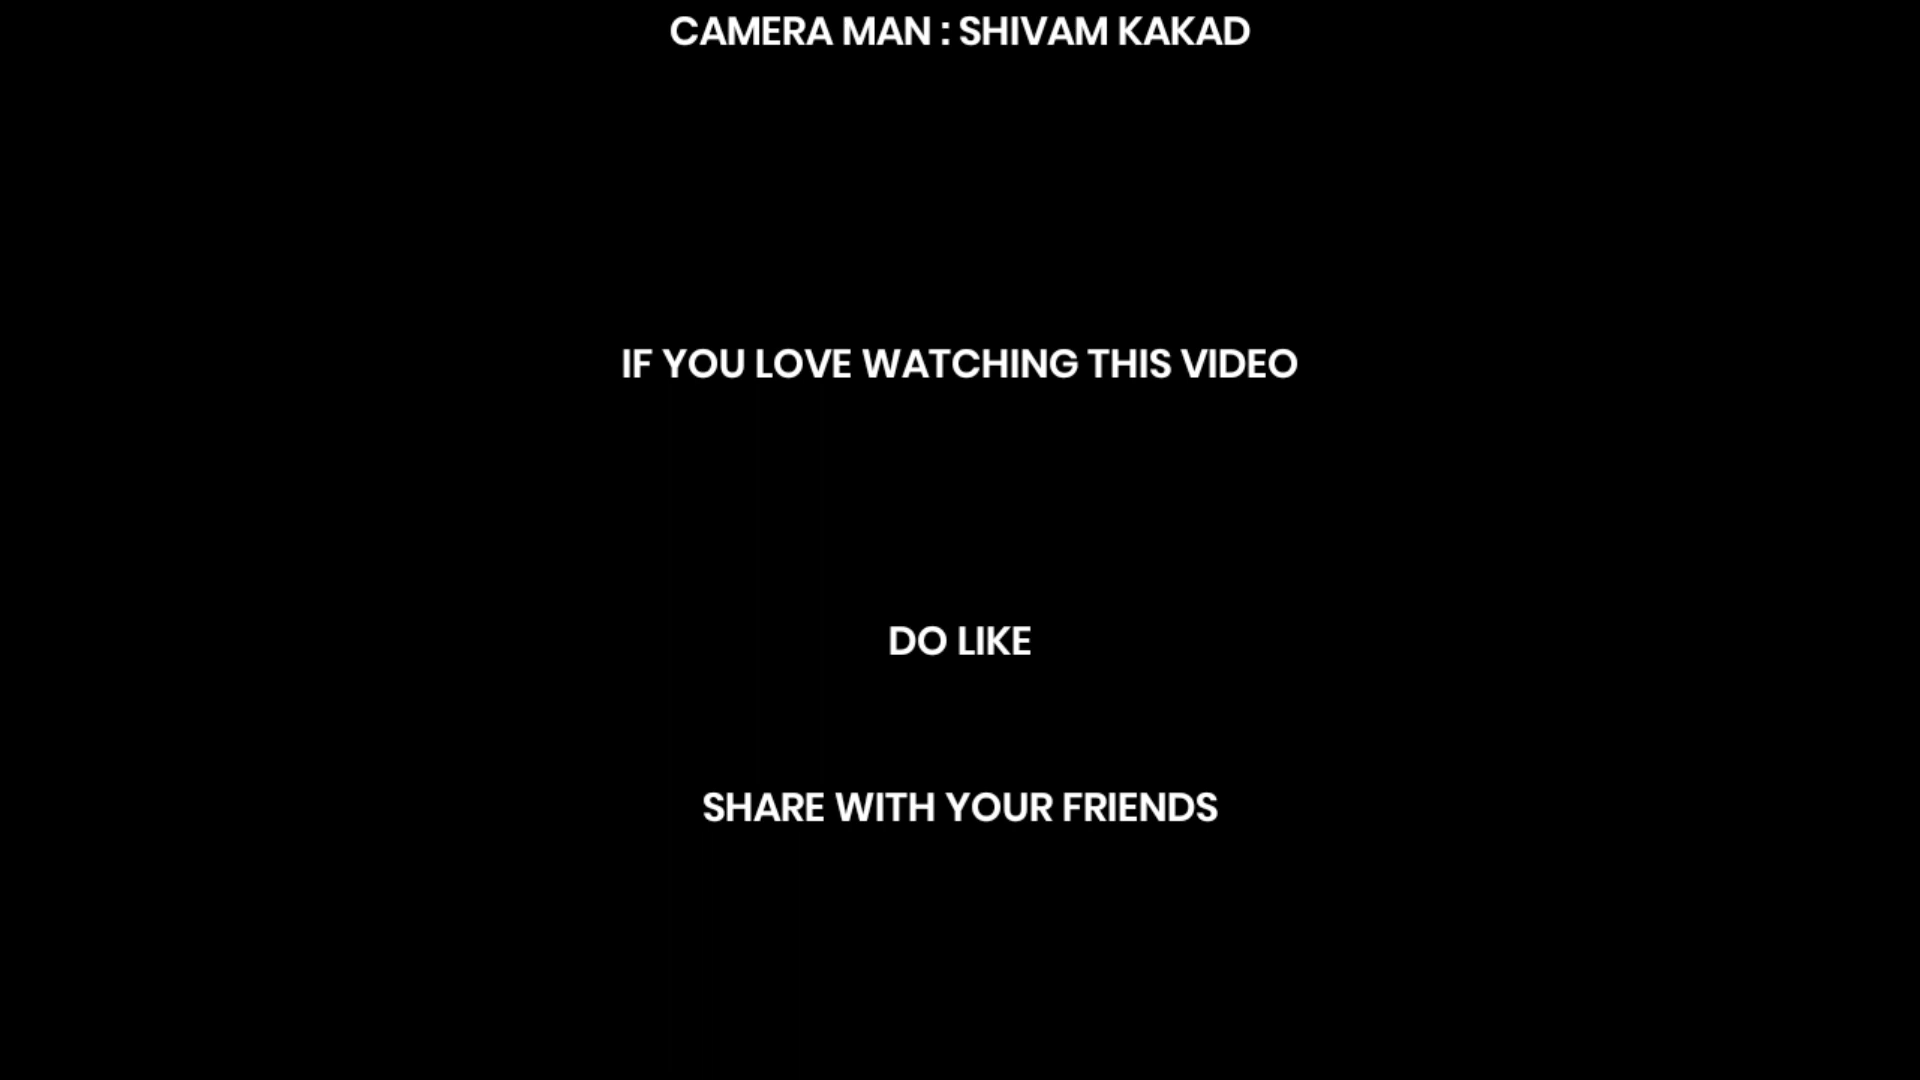 CAMERA MAN : SHIVAM KAKAD
IF YOU LOVE WATCHING THIS VIDEO
DO LIKE
SHARE WITH YOUR FRIENDS